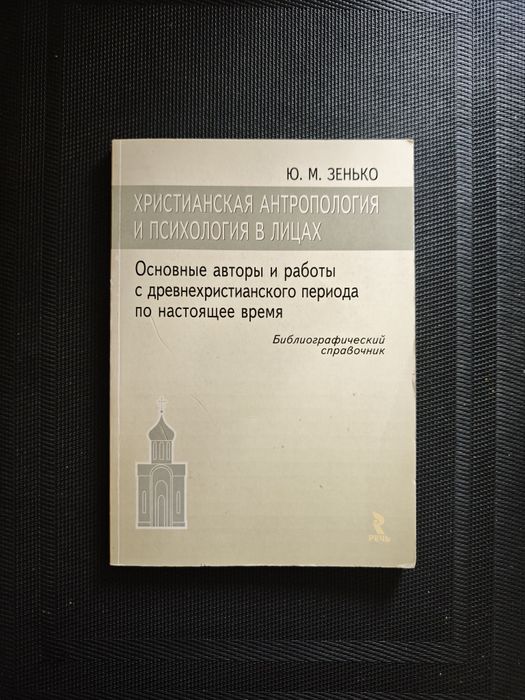 Ю. М. ЗЕНЬКО
ХРИСТИАНСКАЯ АНТРОПОЛОГИЯ
И ПСИХОЛОГИЯ В ЛИЦАХ
Основные авторы и работы
с древнехристианского периода
по настоящее время
Библиографический
справочник
РЕЧЬ